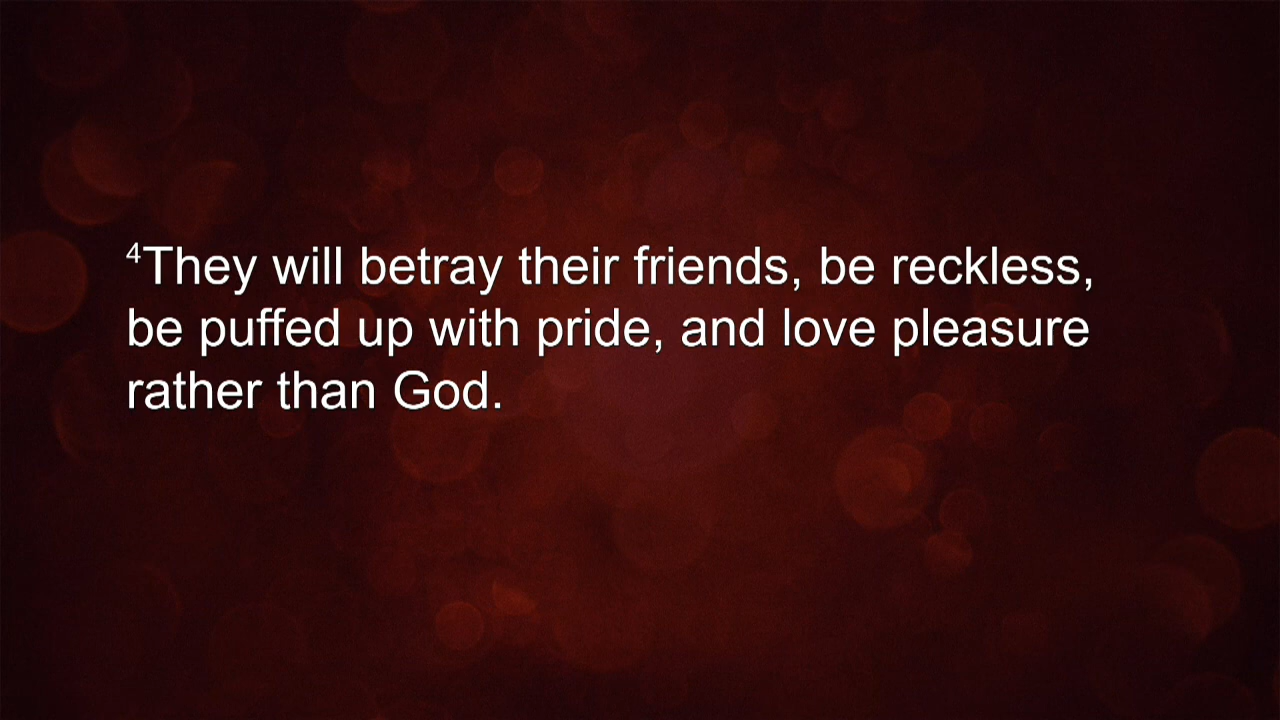 ⁴They will betray their friends, be reckless,
be puffed up with pride, and love pleasure
rather than God.